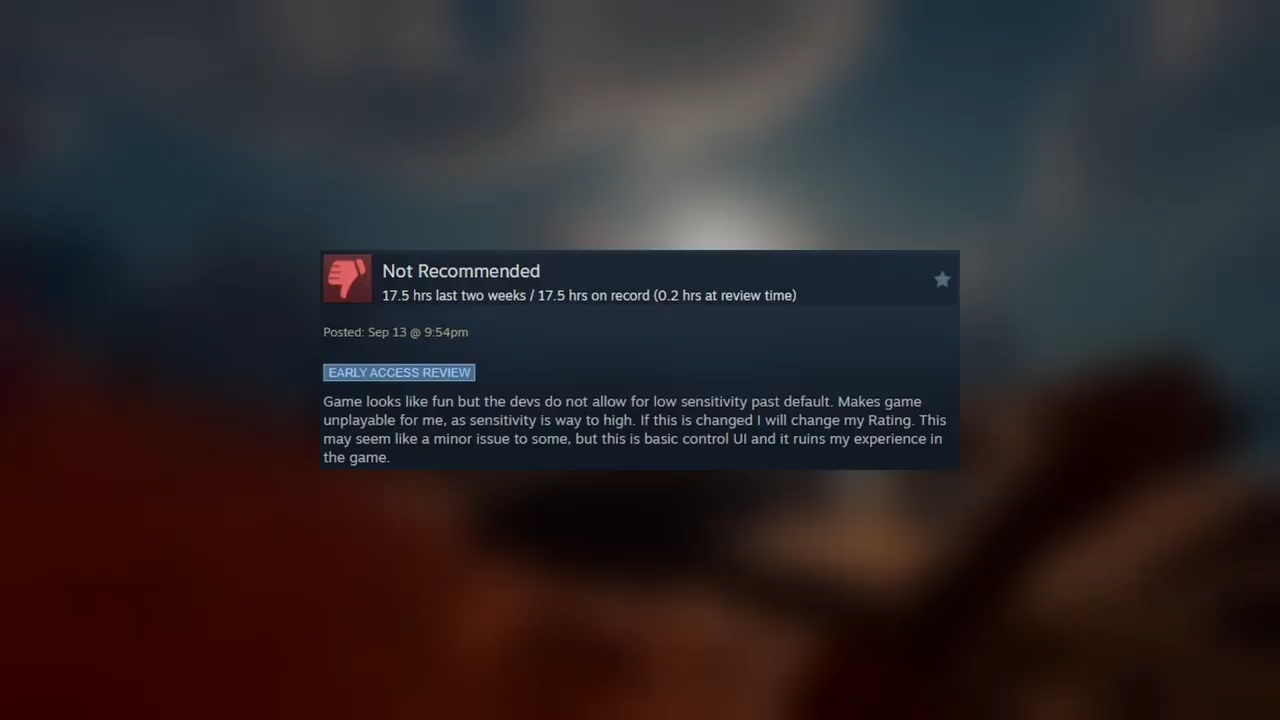 Not Recommended
17.5 hrs last two weeks / 17.5 hrs on record (0.2 hrs at review time)
Posted: Sep 13 @ 9:54pm
EARLY ACCESS REVIEW
Game looks like fun but the devs do not allow for low sensitivity past default. Makes game
unplayable for me, as sensitivity is way to high. If this is changed I will change my Rating. This
may seem like a minor issue to some, but this is basic control UI and it ruins my experience in
the game.